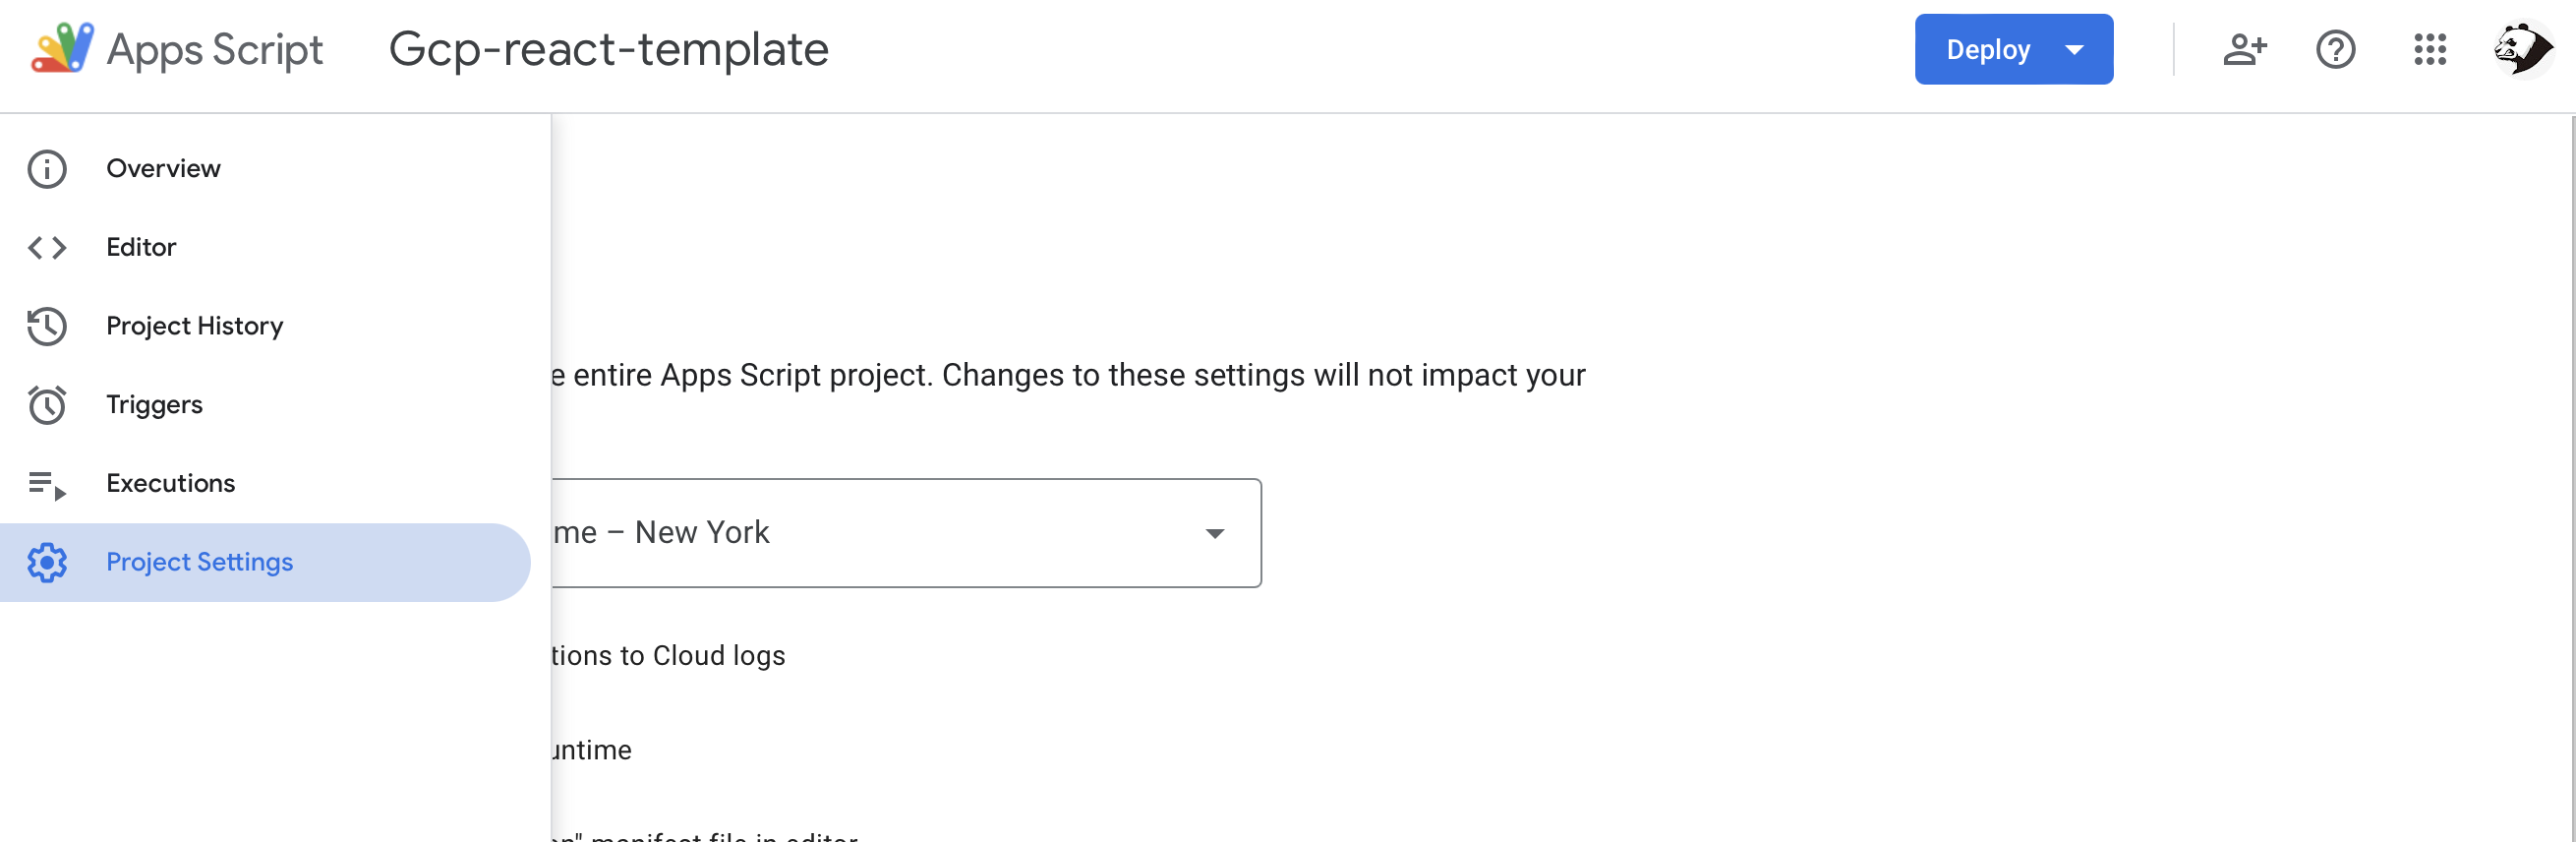 Apps Script
Gcp-react-template
Deploy
Overview
Editor
Project History
Triggers
Executions
Project Settings
entire Apps Script project. Changes to these settings will not impact your
me – New York
tions to Cloud logs
untime
manifest file in editor